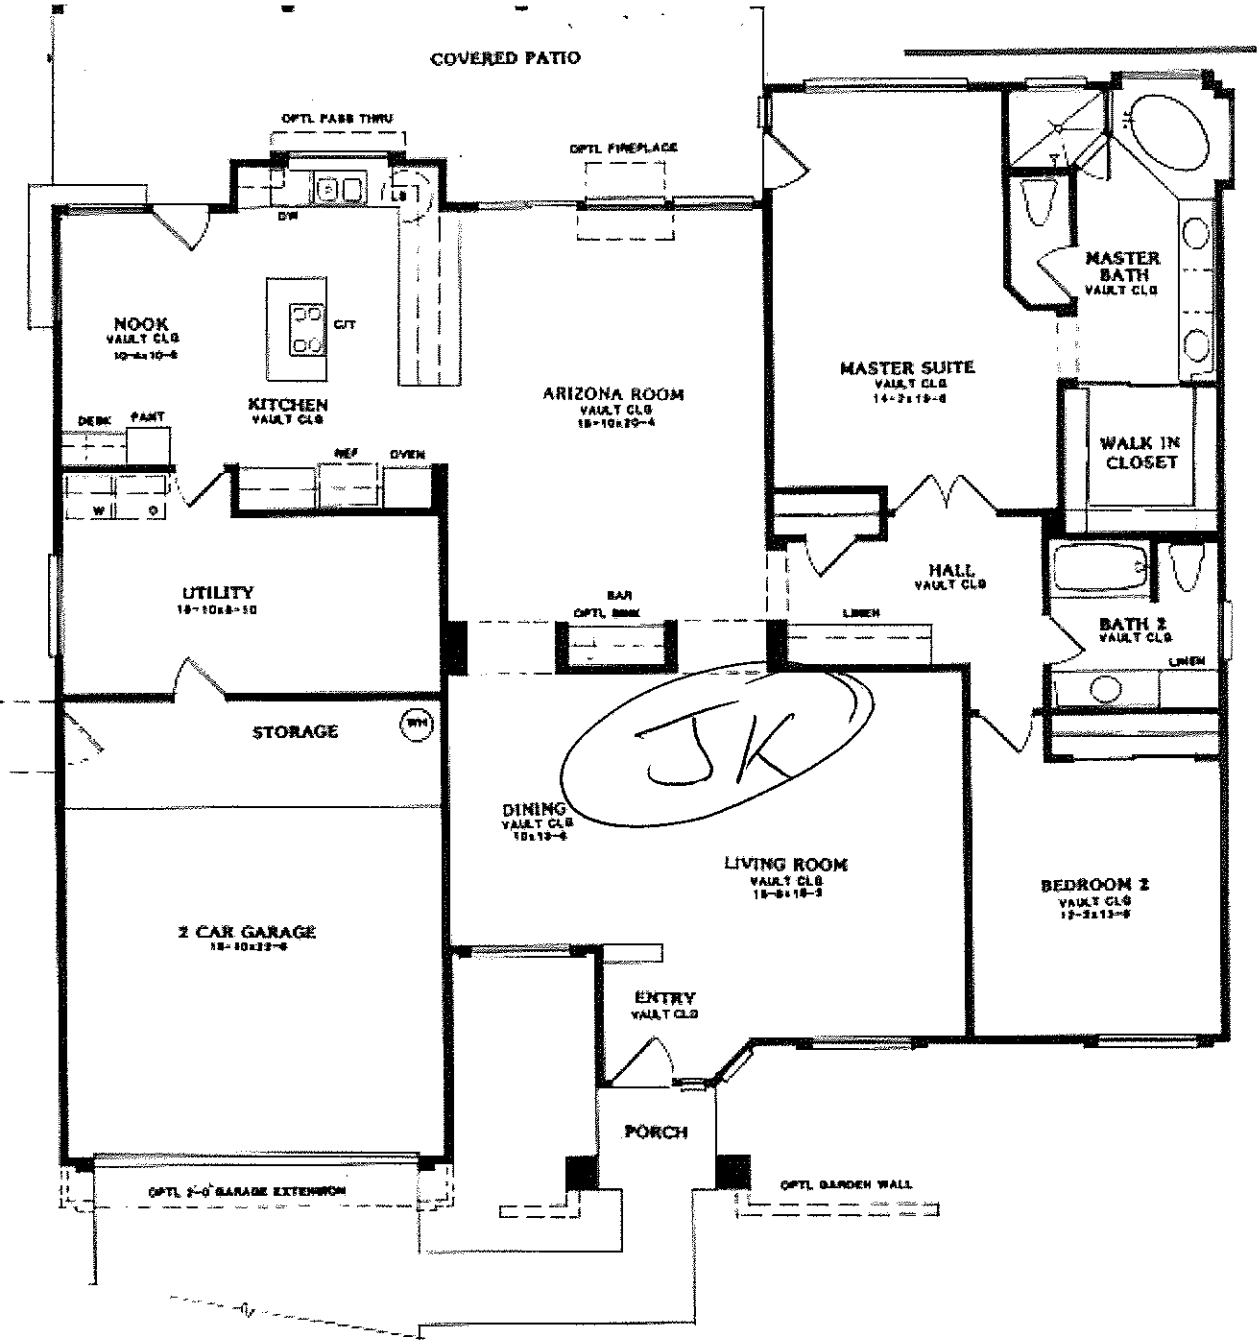 COVERED PATIO
OPTL PASS THRU
OPTL FIREPLACE
LS
DW
NOOK
VAULT CLG
C/T
KITCHEN
VAULT CLG
DESK
PANT
REF
OVEN
ARIZONA ROOM
VAULT CLG
MASTER SUITE
VAULT CLG
MASTER
BATH
VAULT CLG
WALK IN
CLOSET
W
D
UTILITY
HALL
VAULT CLG
BAR
OPTL SINK
LINEN
BATH 2
VAULT CLG
LINEN
STORAGE
WH
JK
DINING
VAULT CLG
LIVING ROOM
VAULT CLG
BEDROOM 2
VAULT CLG
2 CAR GARAGE
ENTRY
VAULT CLG
PORCH
OPTL 2-0 GARAGE EXTENSION
OPTL GARDEN WALL